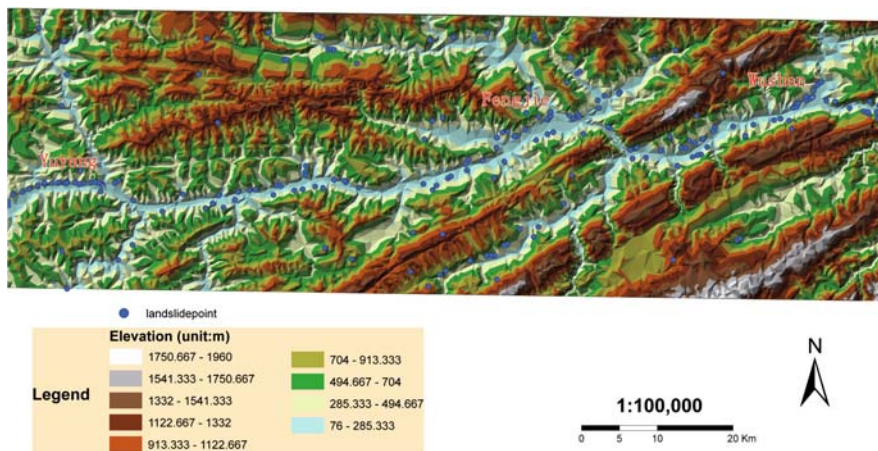 Wushan
Fengjie
Yunyang
landslidepoint
Elevation (unit:m)
Legend
1750.667 - 1960
1541.333 - 1750.667
1332 - 1541.333
1122.667 - 1332
913.333 - 1122.667
704 - 913.333
494.667 - 704
285.333 - 494.667
76 - 285.333
N
1:100,000
0 5 10 20 Km